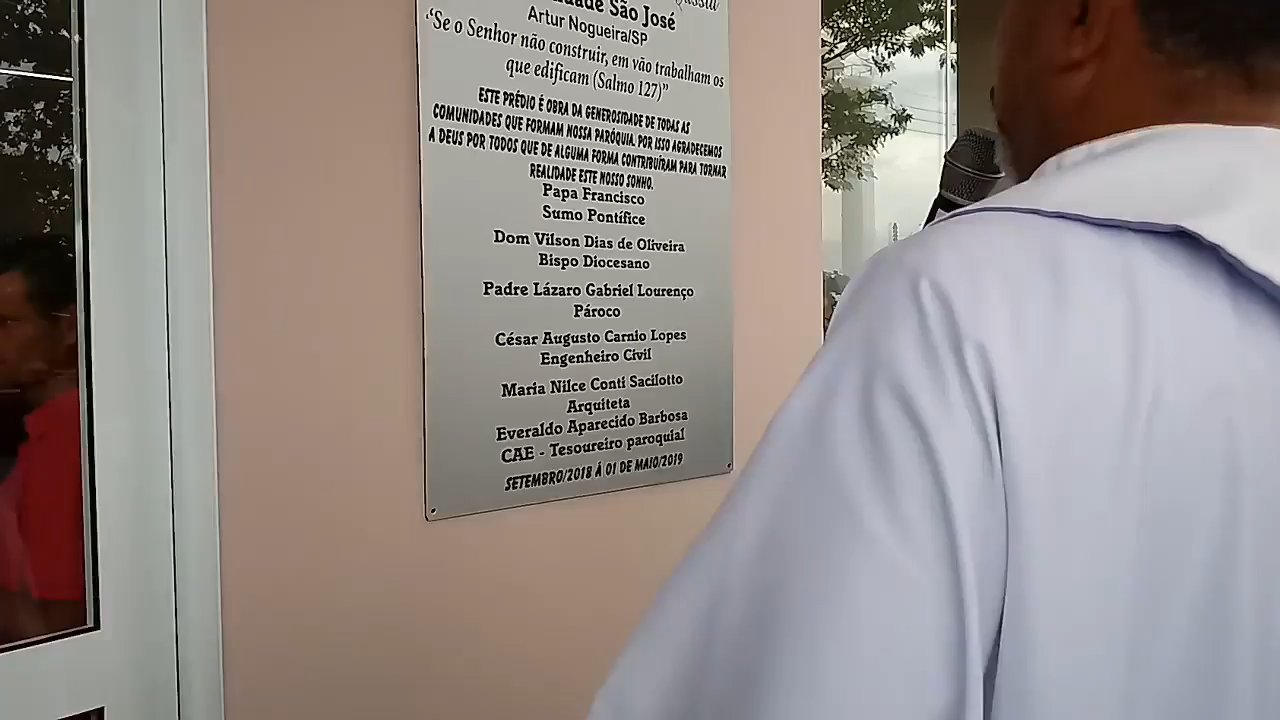 São José
Artur Nogueira/SP
“Se o Senhor não construir, em vão trabalham os
que edificam (Salmo 127)”
ESTE PRÉDIO É OBRA DA GENEROSIDADE DE TODAS AS
COMUNIDADES QUE FORMAM NOSSA PARÓQUIA, POR ISSO AGRADECEMOS
A DEUS POR TODOS QUE DE ALGUMA FORMA CONTRIBUÍRAM PARA TORNAR
REALIDADE ESTE NOSSO SONHO.
Papa Francisco
Sumo Pontífice
Dom Vilson Dias de Oliveira
Bispo Diocesano
Padre Lázaro Gabriel Lourenço
Pároco
César Augusto Carnio Lopes
Engenheiro Civil
Maria Nilce Conti Sacilotto
Arquiteta
Everaldo Aparecido Barbosa
CAE - Tesoureiro paroquial
SETEMBRO/2018 Á 01 DE MAIO/2019